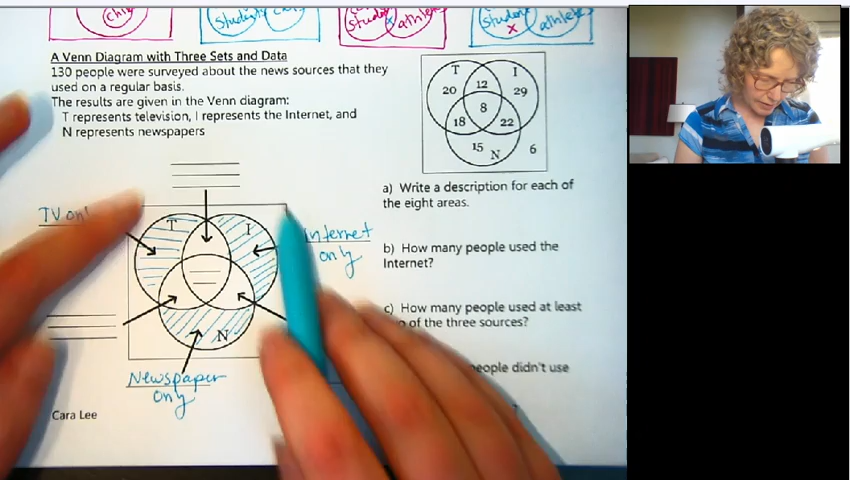 student
athlete
student
athlete
x
A Venn Diagram with Three Sets and Data
130 people were surveyed about the news sources that they
used on a regular basis.
The results are given in the Venn diagram:
T represents television, I represents the Internet, and
N represents newspapers
T
I
20
12
29
8
18
22
15
N
6
a) Write a description for each of
the eight areas.
b) How many people used the
Internet?
c) How many people used at least
of the three sources?
people didn't use
TV only
T
I
Internet
only
N
Newspaper
only
Cara Lee